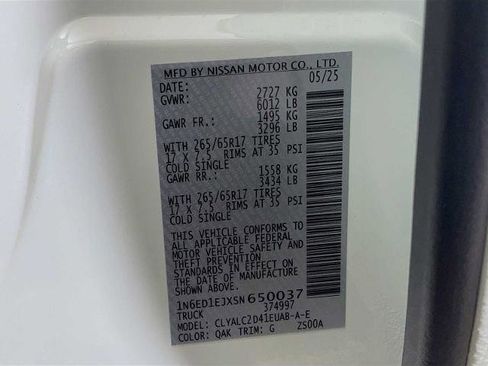 MFD BY NISSAN MOTOR CO., LTD.
DATE: 05/25
GVWR: 2727 KG
6012 LB
GAWR FR.: 1495 KG
3296 LB
WITH 265/65R17 TIRES
17 X 7.5 RIMS AT 35 PSI
COLD SINGLE
GAWR RR.: 1558 KG
3434 LB
WITH 265/65R17 TIRES
17 X 7.5 RIMS AT 35 PSI
COLD SINGLE
THIS VEHICLE CONFORMS TO
ALL APPLICABLE FEDERAL
MOTOR VEHICLE SAFETY AND
THEFT PREVENTION
STANDARDS IN EFFECT ON
THE DATE OF MANUFACTURE
SHOWN ABOVE.
1N6ED1EJXSN650037
TRUCK 374997
MODEL: CLYALC2D41EUAB-A-E
COLOR: QAK TRIM: G ZS00A